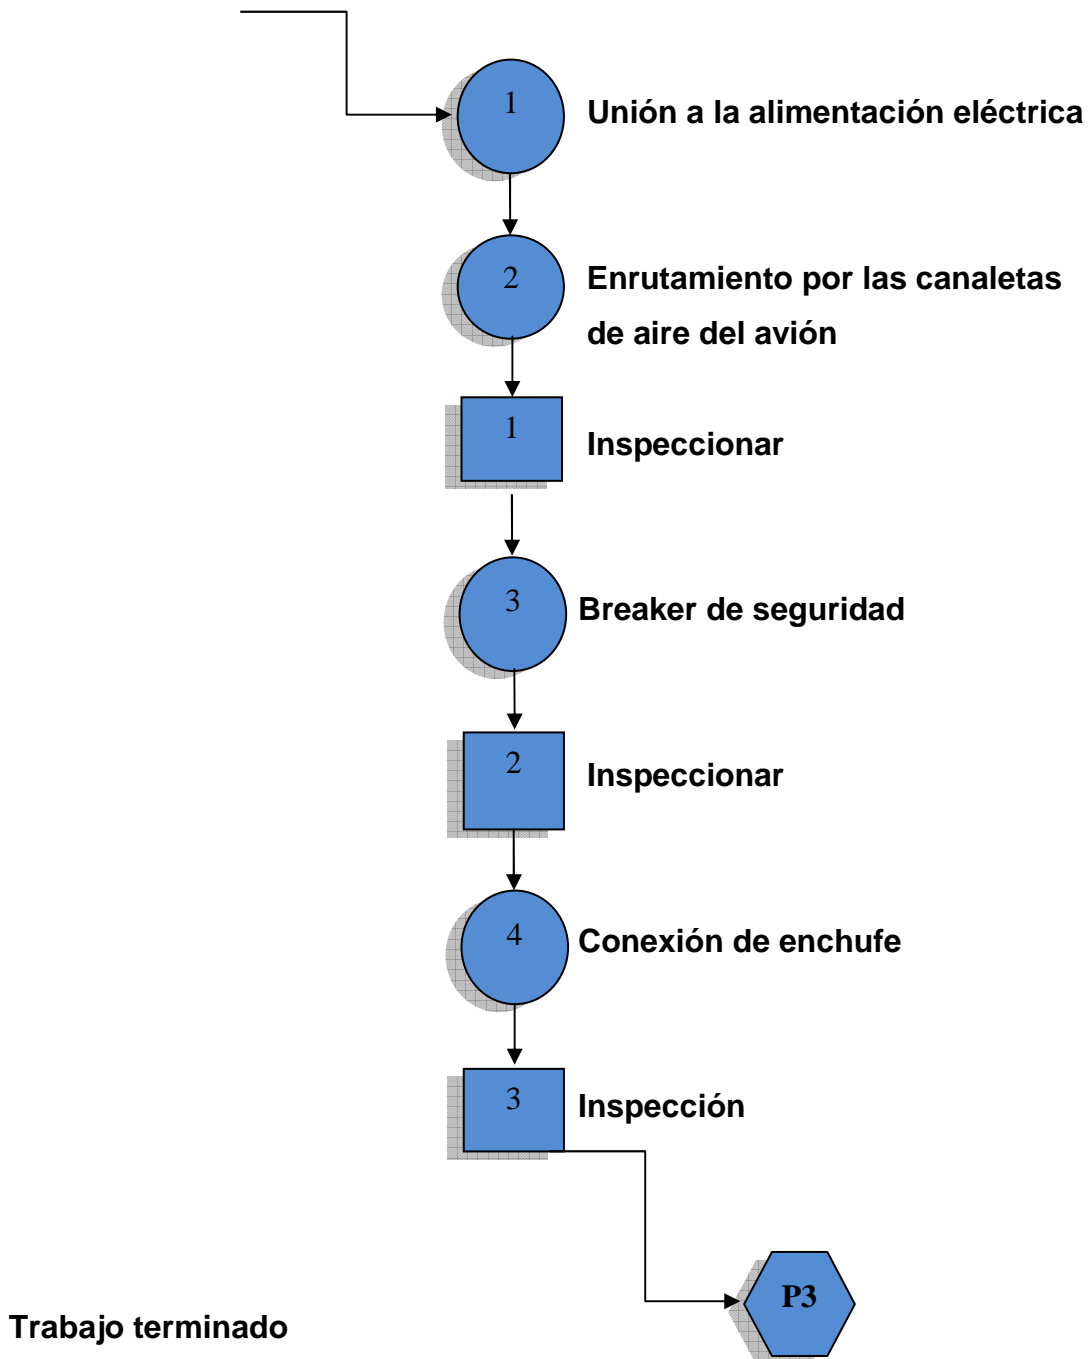 1
Unión a la alimentación eléctrica
2
Enrutamiento por las canaletas
de aire del avión
1
Inspeccionar
3
Breaker de seguridad
2
Inspeccionar
4
Conexión de enchufe
3
Inspección
P3
Trabajo terminado